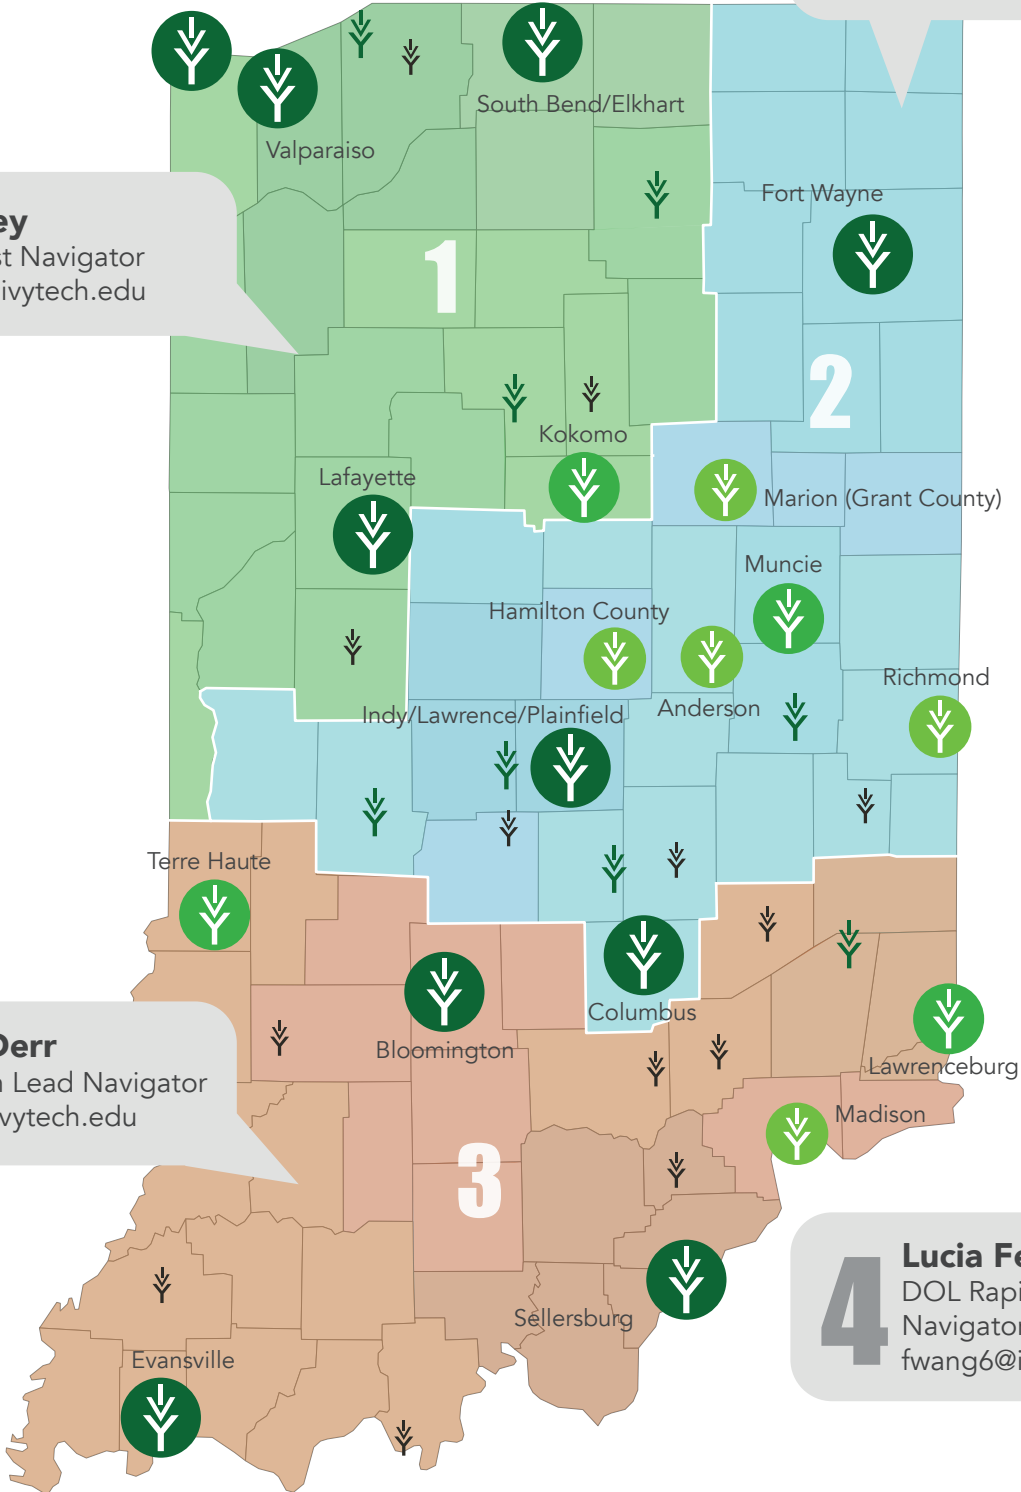 South Bend/Elkhart
Valparaiso
Fort Wayne
ey
st Navigator
ivytech.edu
1
2
Kokomo
Lafayette
Marion (Grant County)
Muncie
Hamilton County
Richmond
Indy/Lawrence/Plainfield
Anderson
Terre Haute
Columbus
Bloomington
Derr
Lead Navigator
vytech.edu
Lawrenceburg
Madison
3
4
Lucia Fe
DOL Rapi
Navigator
fwang6@i
Sellersburg
Evansville